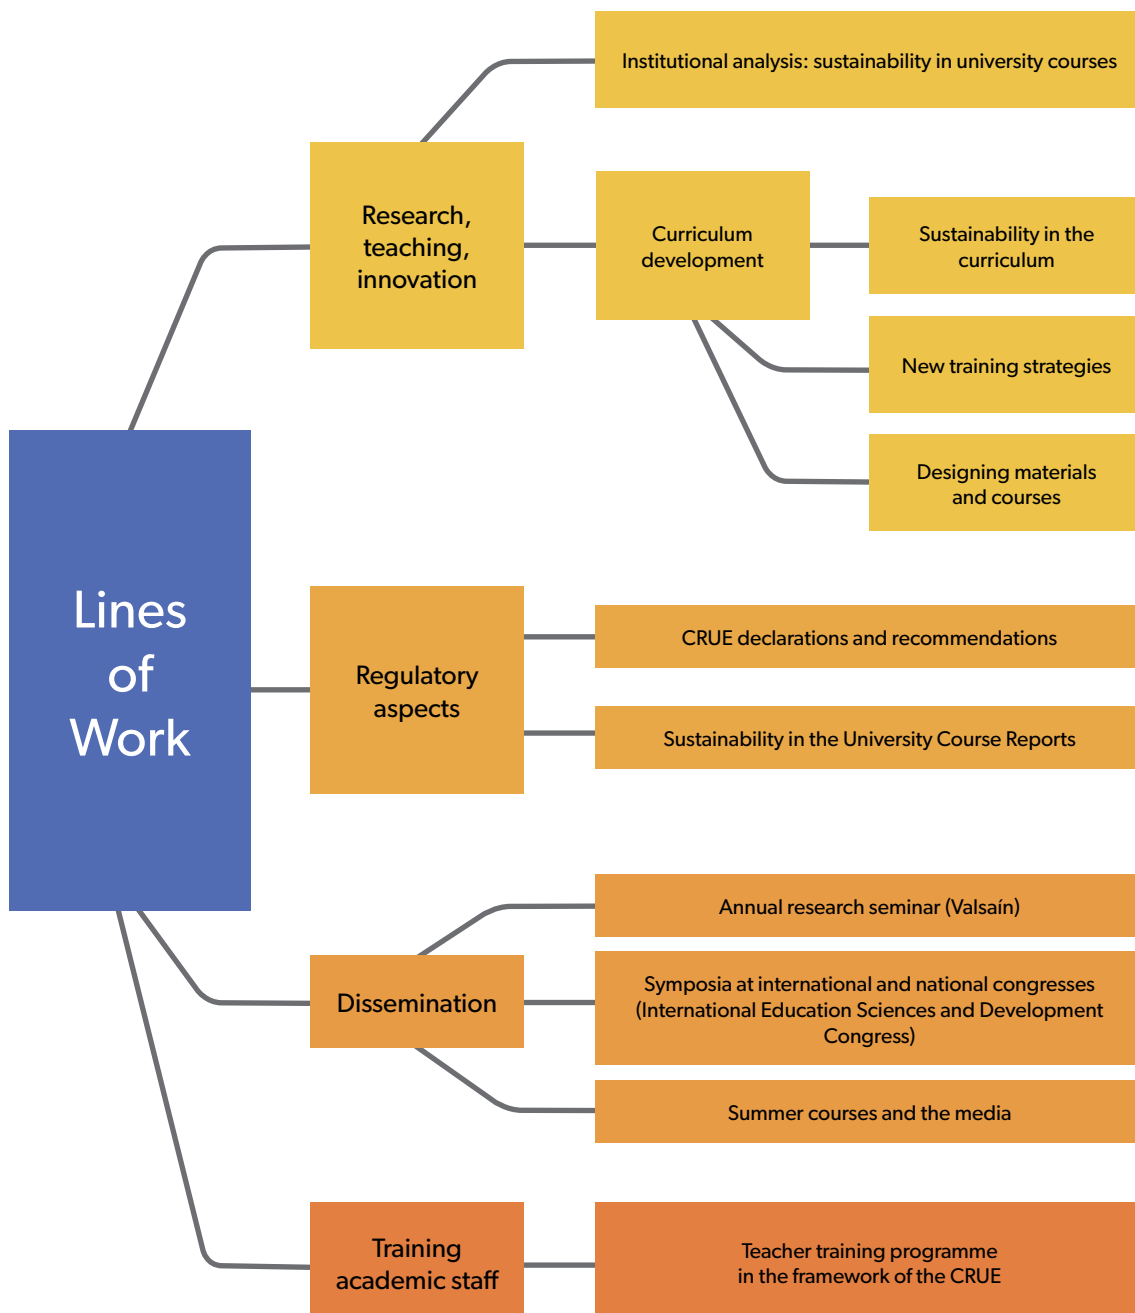 Lines
of
Work
Research,
teaching,
innovation
Institutional analysis: sustainability in university courses
Curriculum
development
Sustainability in the
curriculum
New training strategies
Designing materials
and courses
Regulatory
aspects
CRUE declarations and recommendations
Sustainability in the University Course Reports
Dissemination
Annual research seminar (Valsaín)
Symposia at international and national congresses
(International Education Sciences and Development
Congress)
Summer courses and the media
Training
academic staff
Teacher training programme
in the framework of the CRUE